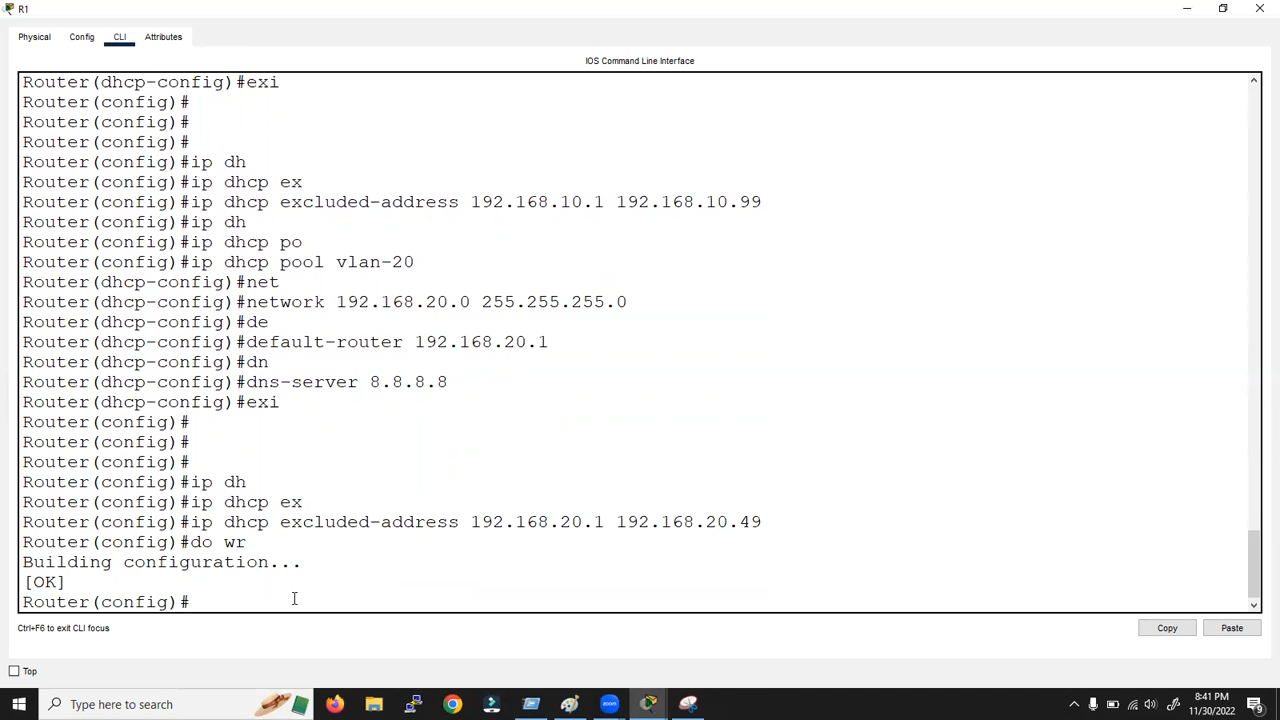 R1
Physical Config CLI Attributes
IOS Command Line Interface
Router(dhcp-config)#exi
Router(config)#
Router(config)#
Router(config)#
Router(config)#ip dh
Router(config)#ip dhcp ex
Router(config)#ip dhcp excluded-address 192.168.10.1 192.168.10.99
Router(config)#ip dh
Router(config)#ip dhcp po
Router(config)#ip dhcp pool vlan-20
Router(dhcp-config)#net
Router(dhcp-config)#network 192.168.20.0 255.255.255.0
Router(dhcp-config)#de
Router(dhcp-config)#default-router 192.168.20.1
Router(dhcp-config)#dn
Router(dhcp-config)#dns-server 8.8.8.8
Router(dhcp-config)#exi
Router(config)#
Router(config)#
Router(config)#
Router(config)#ip dh
Router(config)#ip dhcp ex
Router(config)#ip dhcp excluded-address 192.168.20.1 192.168.20.49
Router(config)#do wr
Building configuration...
[OK]
Router(config)#
Ctrl+F6 to exit CLI focus
Copy Paste
Top
Type here to search
zoom
8:41 PM
11/30/2022
9